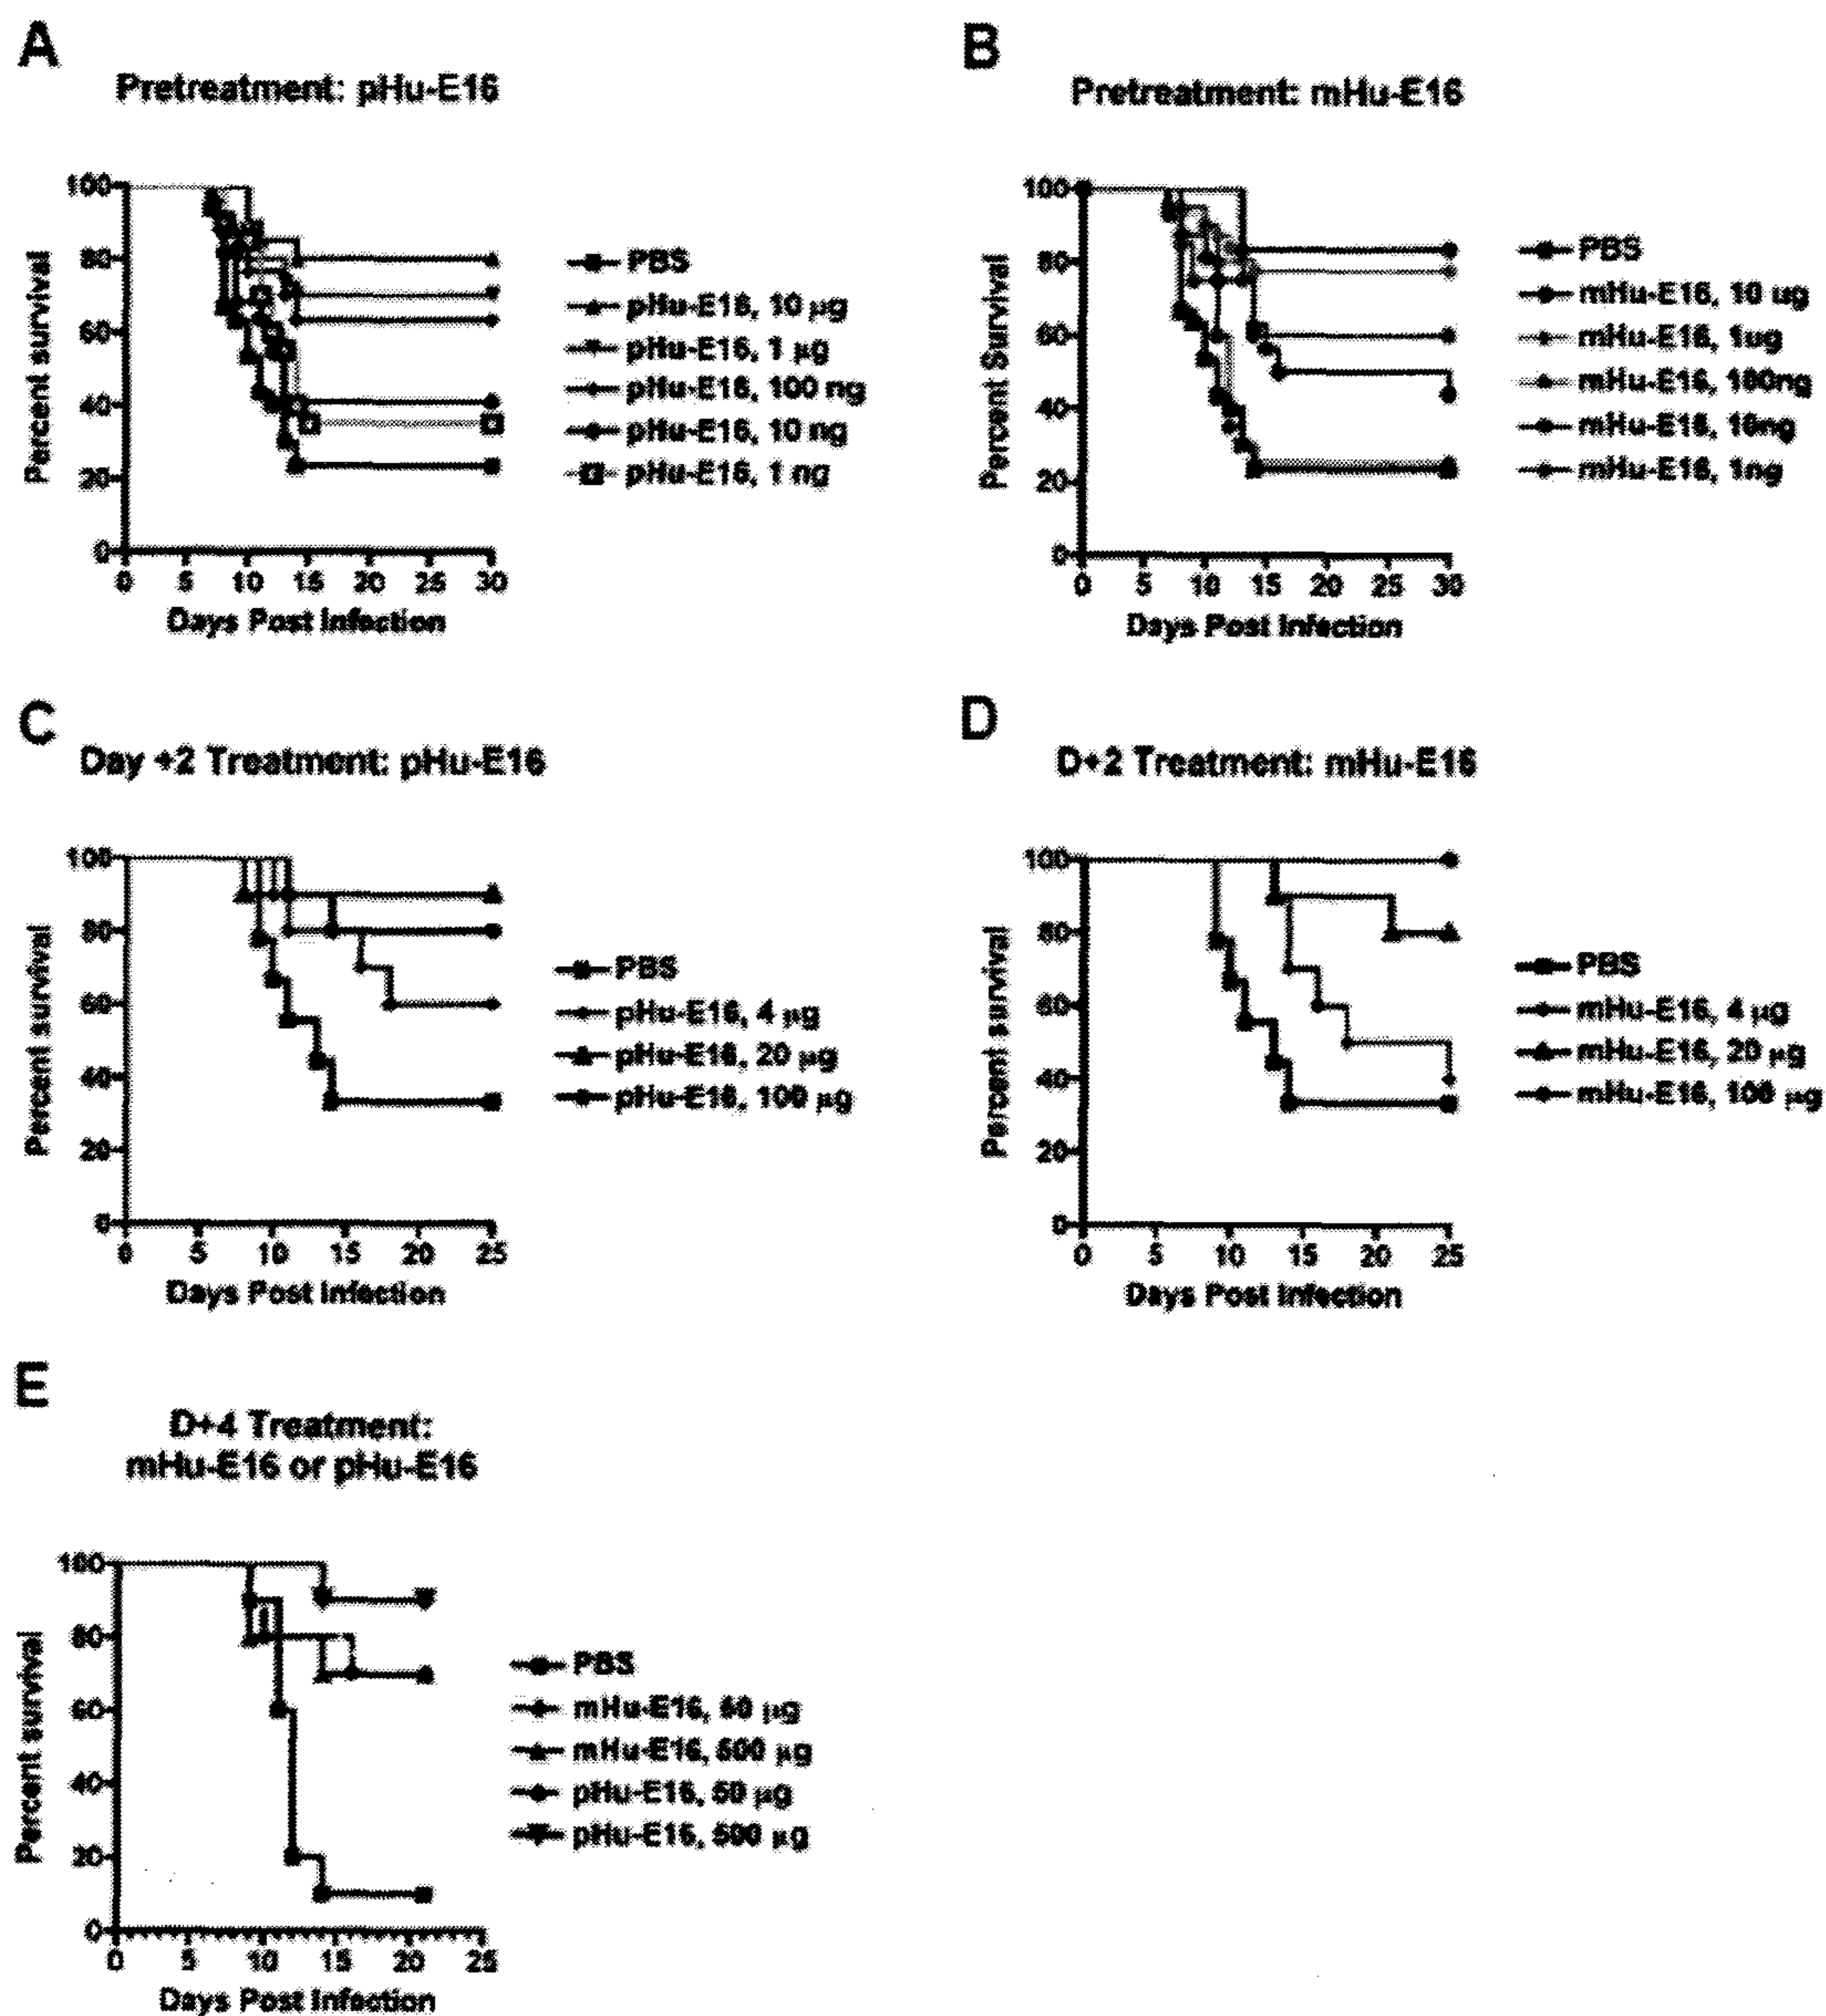 A
Pretreatment: pHu-E16
Percent survival
100
80
60
40
20
0
0 5 10 15 20 25 30
Days Post Infection
PBS
pHu-E16, 10 µg
pHu-E16, 1 µg
pHu-E16, 100 ng
pHu-E16, 10 ng
pHu-E16, 1 ng
B
Pretreatment: mHu-E16
Percent Survival
100
80
60
40
20
0
0 5 10 15 20 25 30
Days Post Infection
PBS
mHu-E16, 10 ug
mHu-E16, 1ug
mHu-E16, 100ng
mHu-E16, 10ng
mHu-E16, 1ng
C
Day +2 Treatment: pHu-E16
Percent survival
100
80
60
40
20
0
0 5 10 15 20 25
Days Post Infection
PBS
pHu-E16, 4 µg
pHu-E16, 20 µg
pHu-E16, 100 µg
D
D+2 Treatment: mHu-E16
Percent survival
100
80
60
40
20
0
0 5 10 15 20 25
Days Post Infection
PBS
mHu-E16, 4 µg
mHu-E16, 20 µg
mHu-E16, 100 µg
E
D+4 Treatment:
mHu-E16 or pHu-E16
Percent survival
100
80
60
40
20
0
0 5 10 15 20 25
Days Post Infection
PBS
mHu-E16, 50 µg
mHu-E16, 500 µg
pHu-E16, 50 µg
pHu-E16, 500 µg